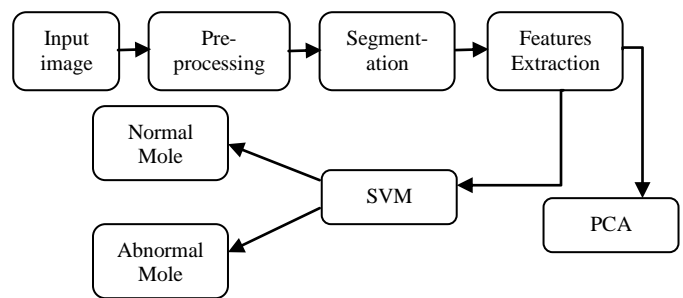 Input
image
Pre-
processing
Segment-
ation
Features
Extraction
Normal
Mole
SVM
PCA
Abnormal
Mole